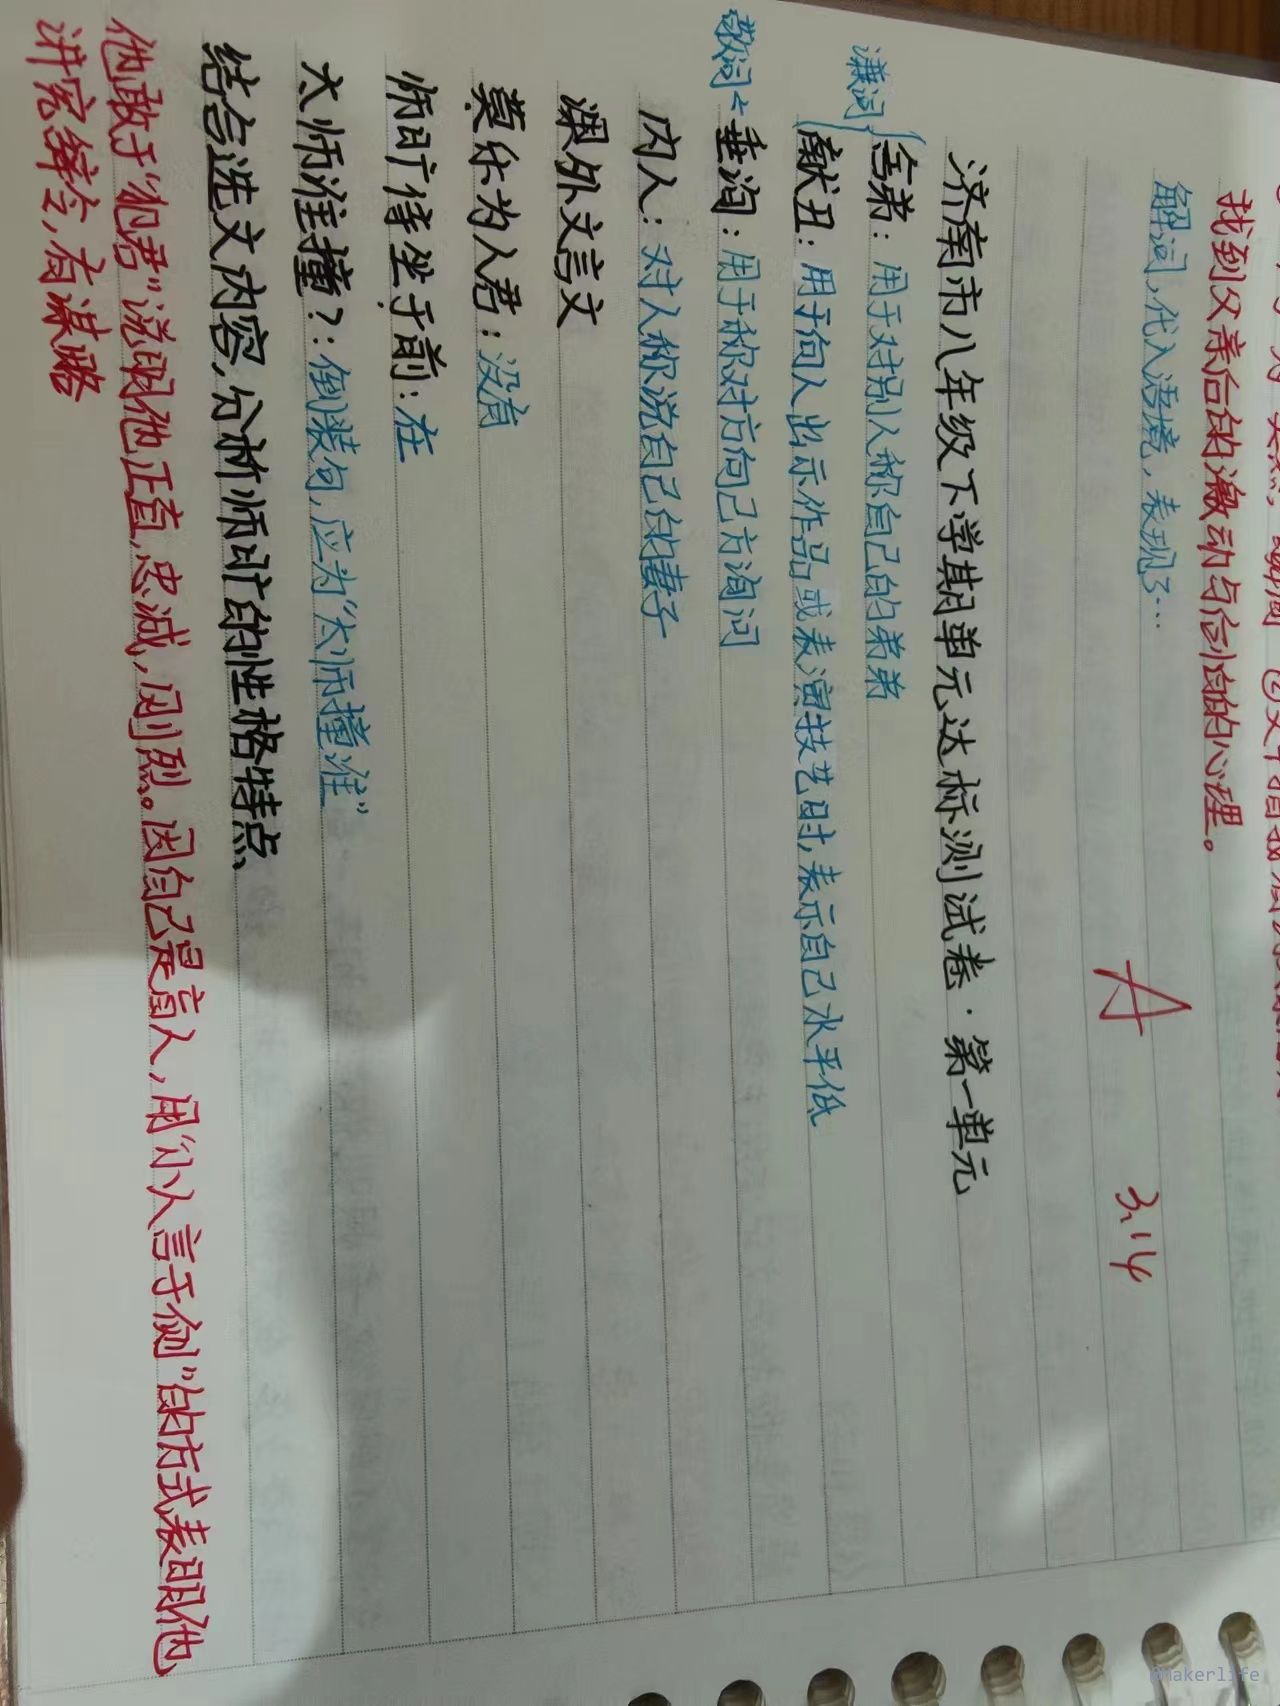 找到父亲后的激动与信赖的心理。
解词,代入语境,表现了…
A 3.14
济南市八年级下学期单元达标测试卷·第一单元
谦词 舍弟:用于对别人称自己的弟弟
献丑:用于向人出示作品或表演技艺时,表示自己水平低
敬词 垂询:用于称对方向己方询问
内人:对人称说自己的妻子
课外文言文
莫乐为人君:没有
师旷侍坐于前:在
太师谁撞?:倒装句,应为“太师撞谁”
结合选文内容,分析师旷的性格特点
他敢于“犯君”说明他正直,忠诚,刚烈。因自己是盲人,用“小人言于侧”的方式表明他
讲究缘令,有谋略
@Makerlife